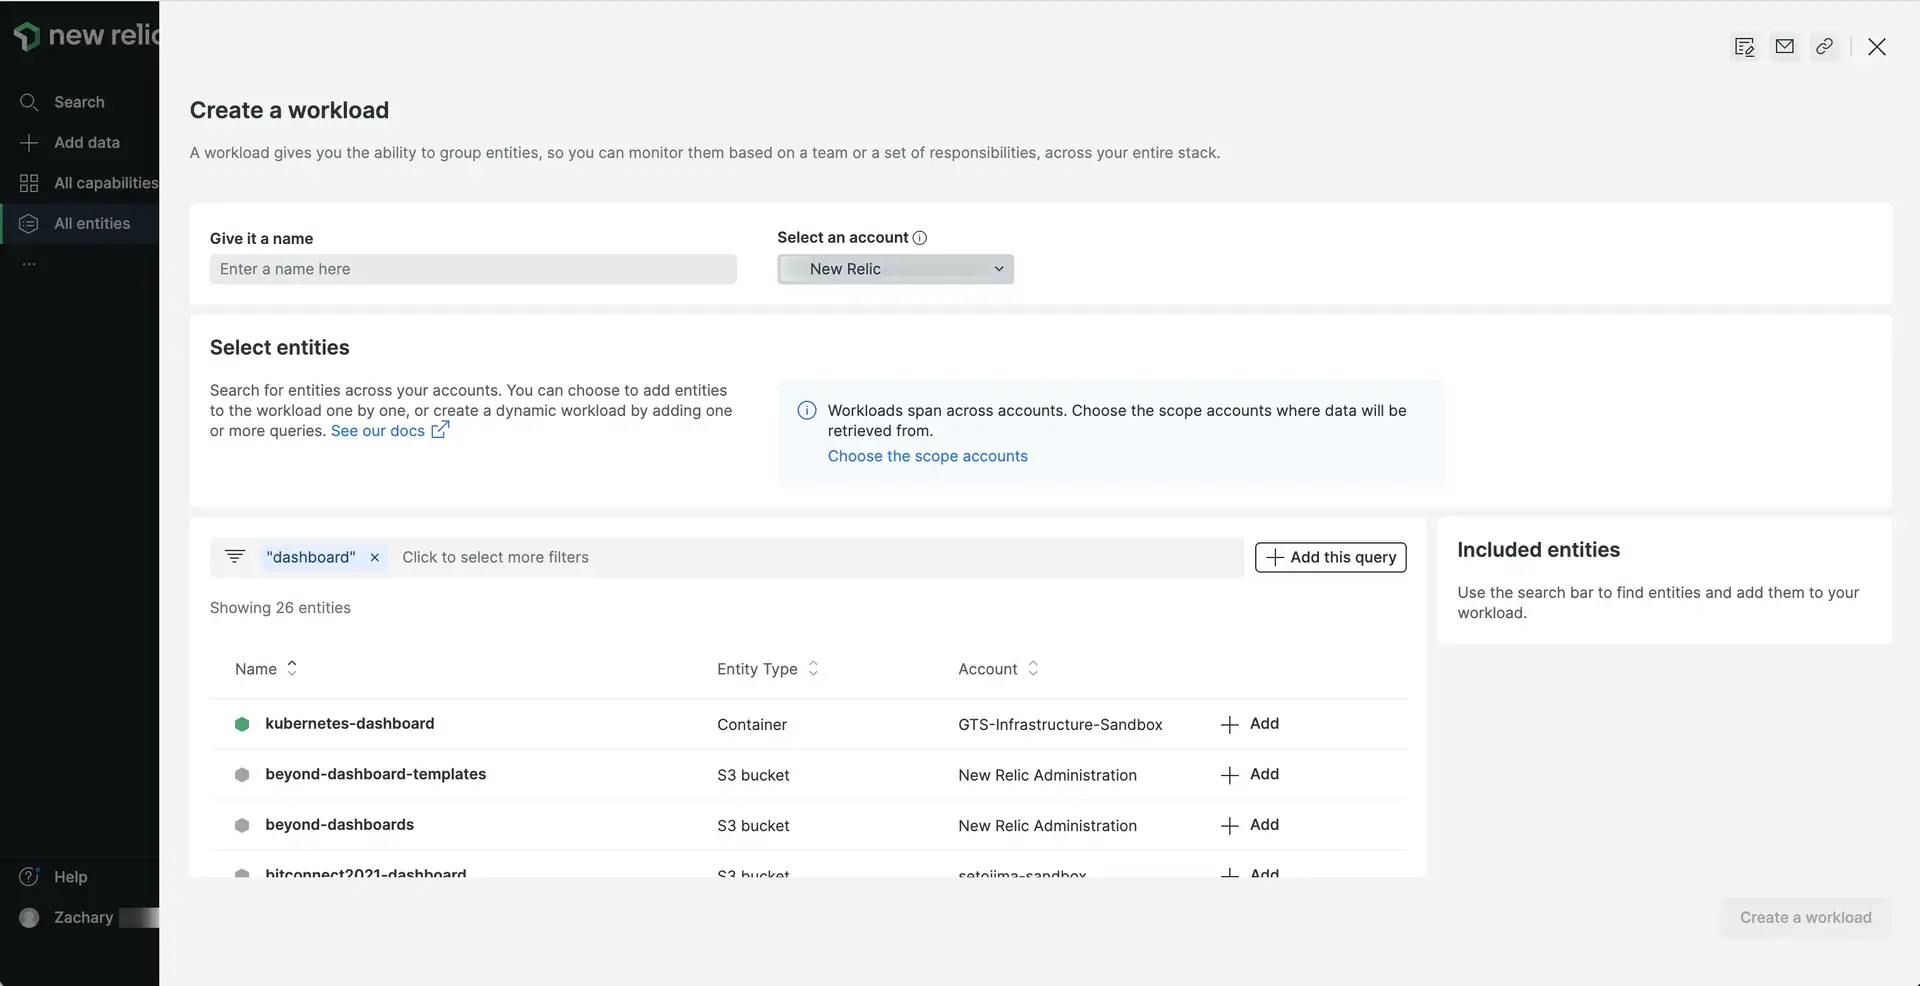 new relic
Search
Add data
All capabilities
All entities
...
Help
Zachary
Create a workload
A workload gives you the ability to group entities, so you can monitor them based on a team or a set of responsibilities, across your entire stack.
Give it a name
Enter a name here
Select an account
New Relic
Select entities
Search for entities across your accounts. You can choose to add entities
to the workload one by one, or create a dynamic workload by adding one
or more queries. See our docs
Workloads span across accounts. Choose the scope accounts where data will be
retrieved from.
Choose the scope accounts
"dashboard" × Click to select more filters
Add this query
Showing 26 entities
Name Entity Type Account
kubernetes-dashboard Container GTS-Infrastructure-Sandbox Add
beyond-dashboard-templates S3 bucket New Relic Administration Add
beyond-dashboards S3 bucket New Relic Administration Add
bitconnect2021-dashboard S3 bucket setojima-sandbox Add
Included entities
Use the search bar to find entities and add them to your
workload.
Create a workload